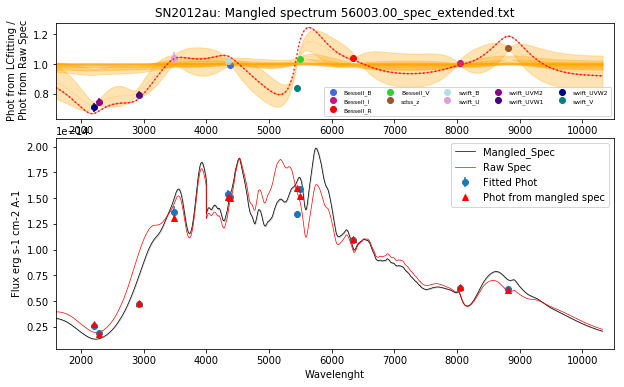 SN2012au: Mangled spectrum 56003.00_spec_extended.txt
Phot from LCfitting /
Phot from Raw Spec
1.2
1.0
0.8
Bessell_B
Bessell_I
Bessell_R
Bessell_V
sdss_z
swift_B
swift_U
swift_UVM2
swift_UVW1
swift_UVW2
swift_V
2000 3000 4000 5000 6000 7000 8000 9000 10000
Flux erg s-1 cm-2 A-1
2.00
1.75
1.50
1.25
1.00
0.75
0.50
0.25
Mangled_Spec
Raw Spec
Fitted Phot
Phot from mangled spec
2000 3000 4000 5000 6000 7000 8000 9000 10000
Wavelenght